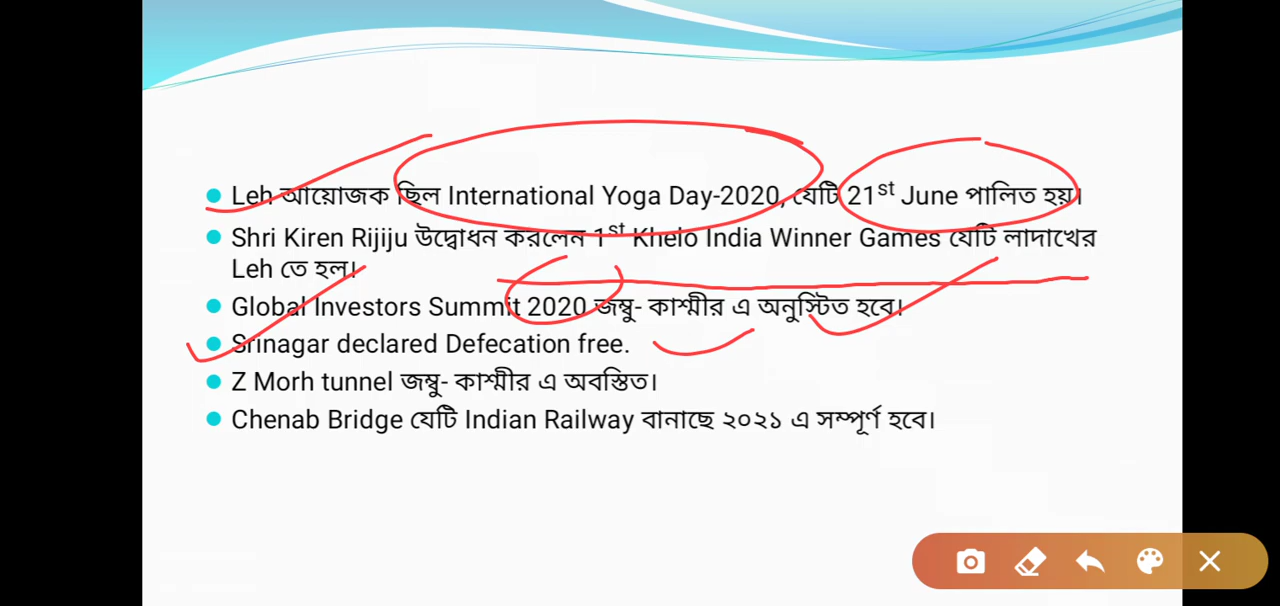 Leh আয়োজক ছিল International Yoga Day-2020, যেটি 21st June পালিত হয়।
Shri Kiren Rijiju উদ্বোধন করলেন 1st Khelo India Winner Games যেটি লাদাখের
Leh তে হল।
Global Investors Summit 2020 জম্বু- কাশ্মীর এ অনুস্টিত হবে।
Srinagar declared Defecation free.
Z Morh tunnel জম্বু- কাশ্মীর এ অবস্তিত।
Chenab Bridge যেটি Indian Railway বানাছে ২০২১ এ সম্পূর্ণ হবে।